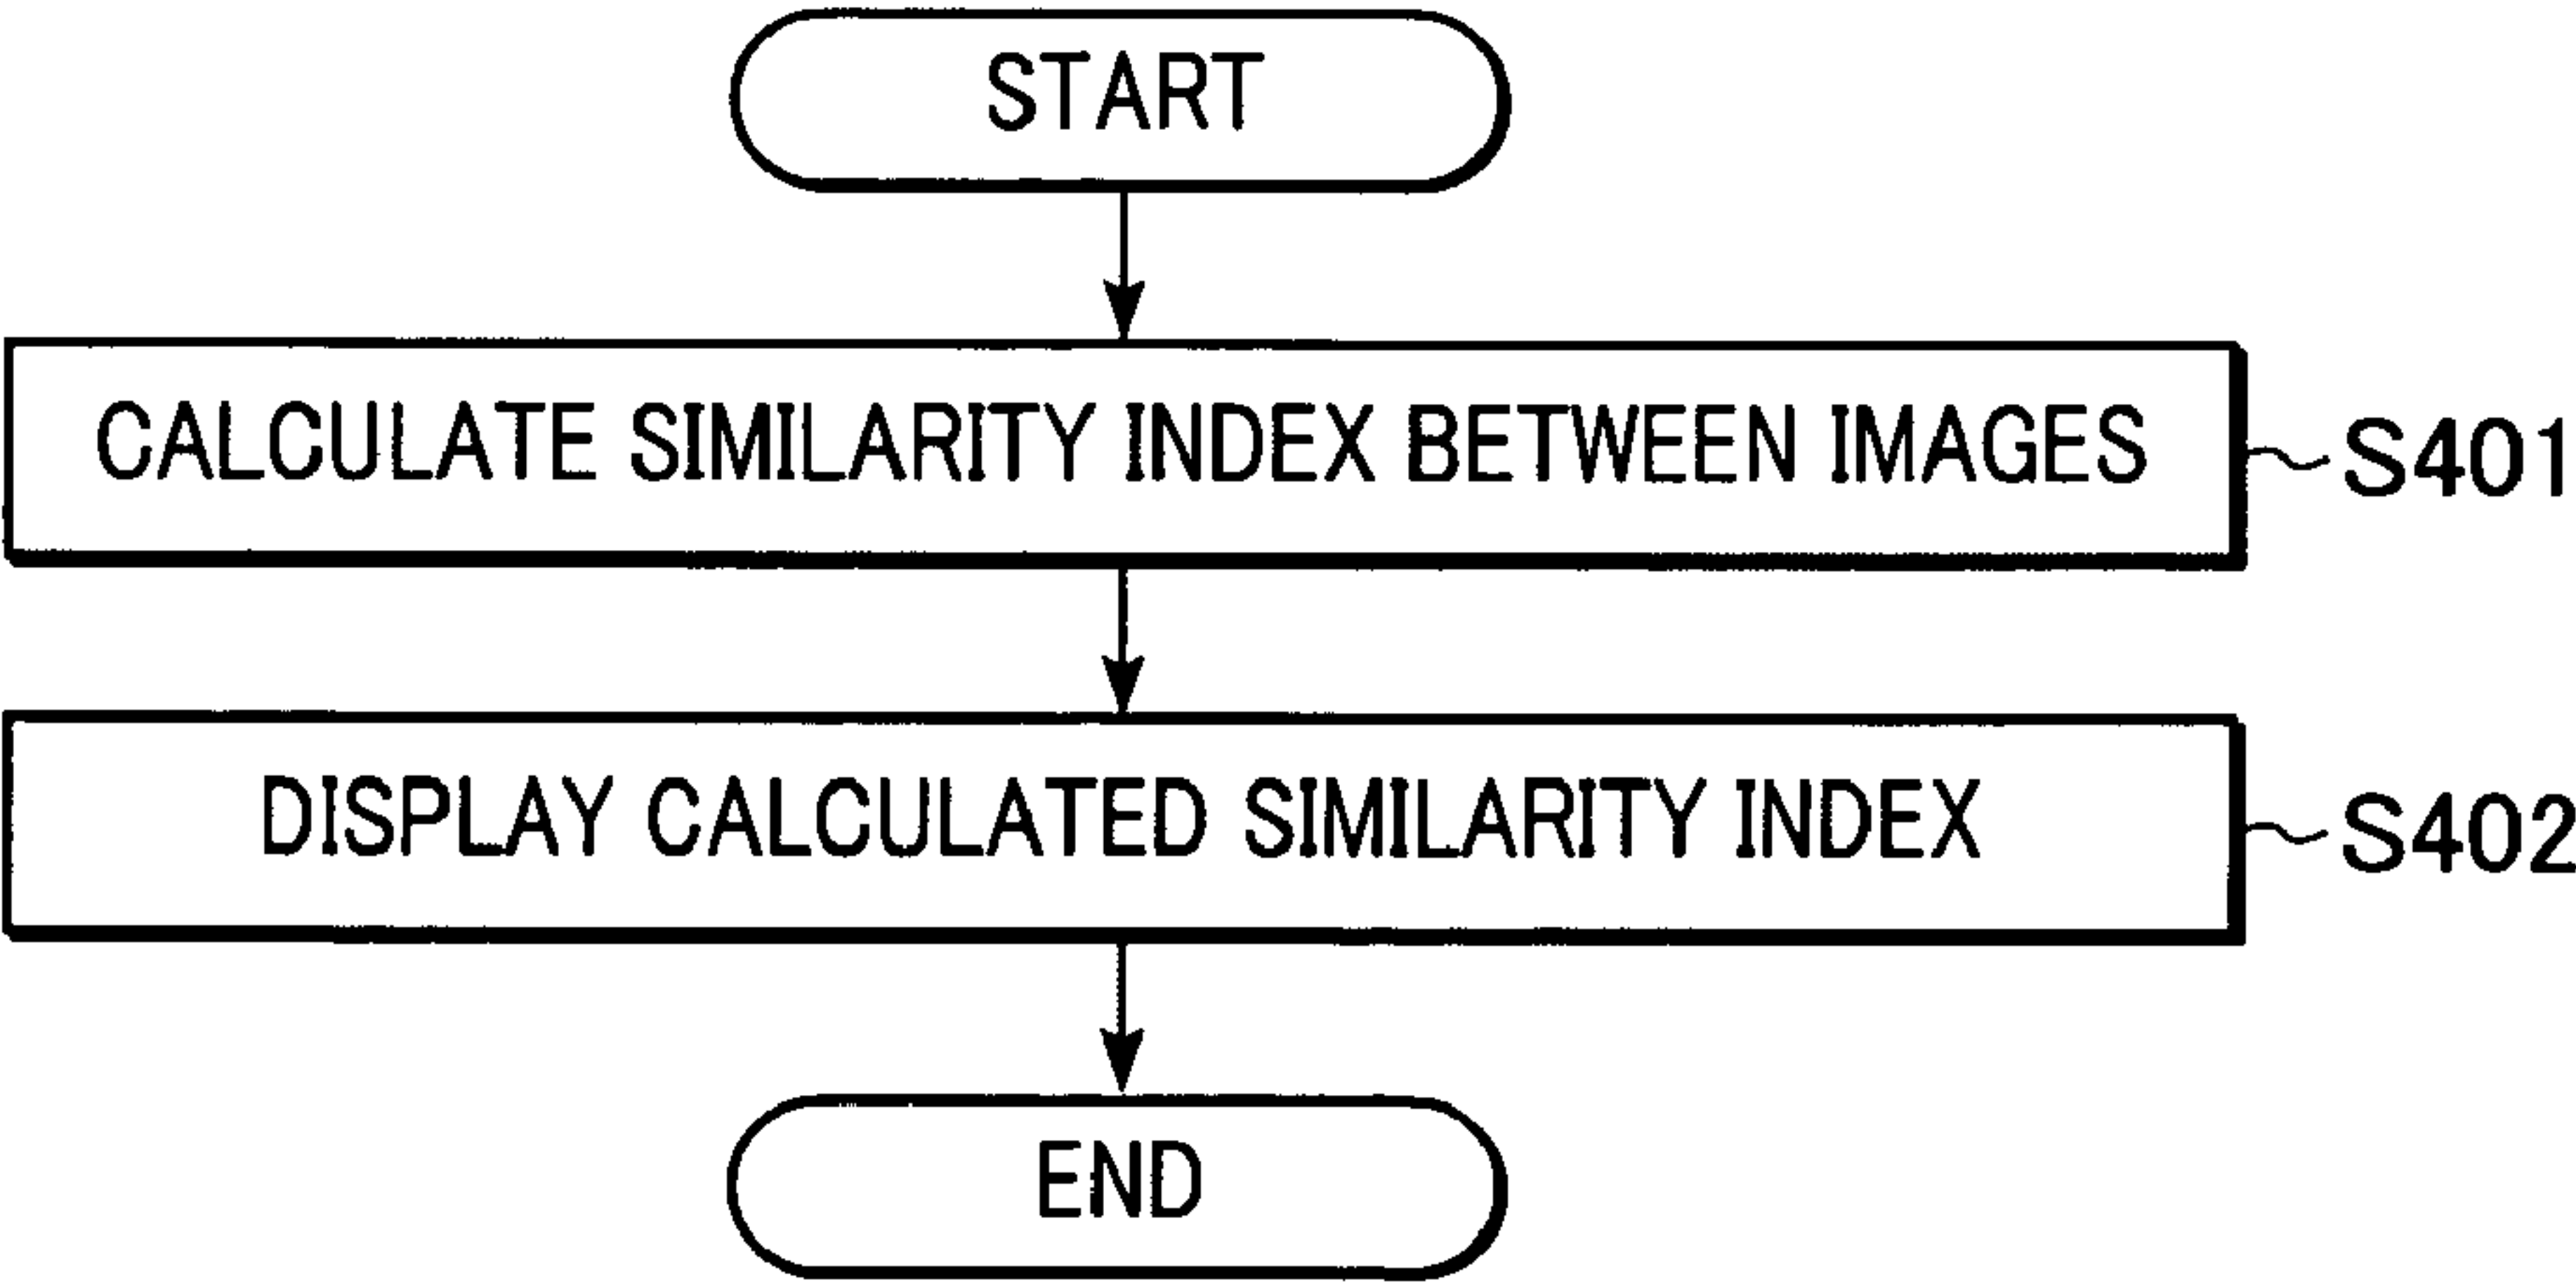 START
CALCULATE SIMILARITY INDEX BETWEEN IMAGES
S401
DISPLAY CALCULATED SIMILARITY INDEX
S402
END